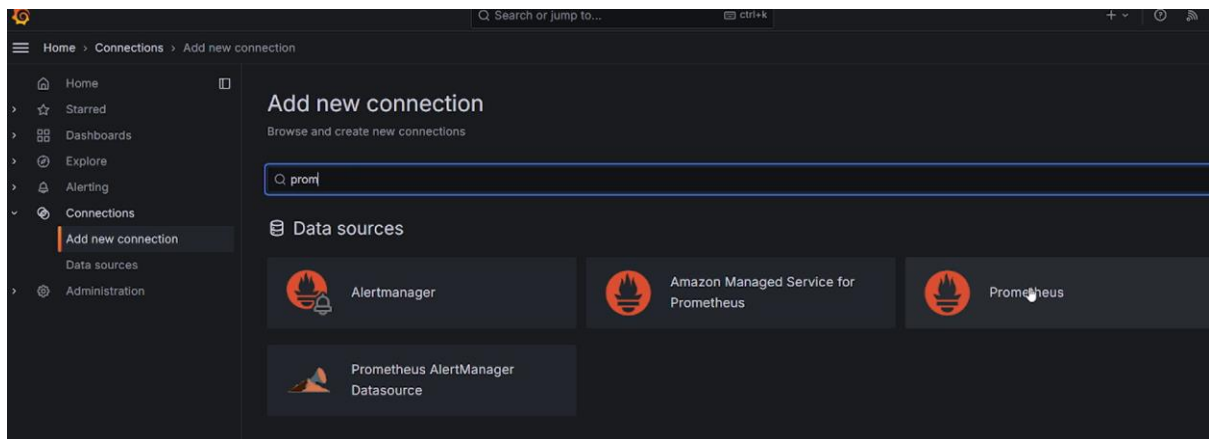 Search or jump to...
ctrl+k
Home > Connections > Add new connection
Home
Starred
Dashboards
Explore
Alerting
Connections
Add new connection
Data sources
Administration
Add new connection
Browse and create new connections
prom
Data sources
Alertmanager
Amazon Managed Service for
Prometheus
Prometheus
Prometheus AlertManager
Datasource